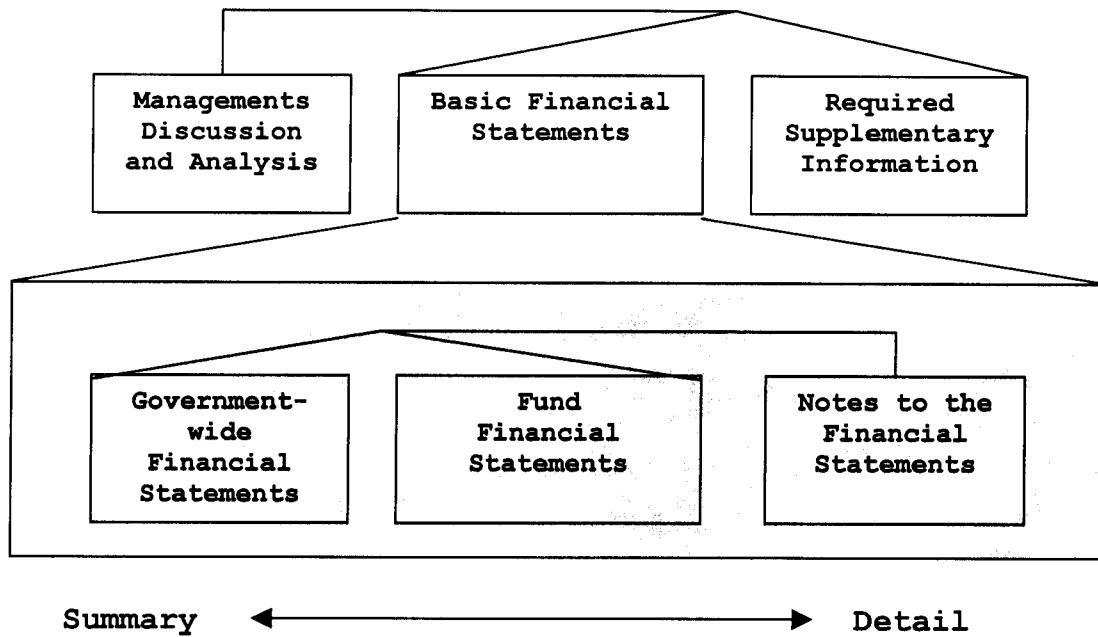 Managements
Discussion
and Analysis
Basic Financial
Statements
Required
Supplementary
Information
Government-
wide
Financial
Statements
Fund
Financial
Statements
Notes to the
Financial
Statements
Summary
Detail